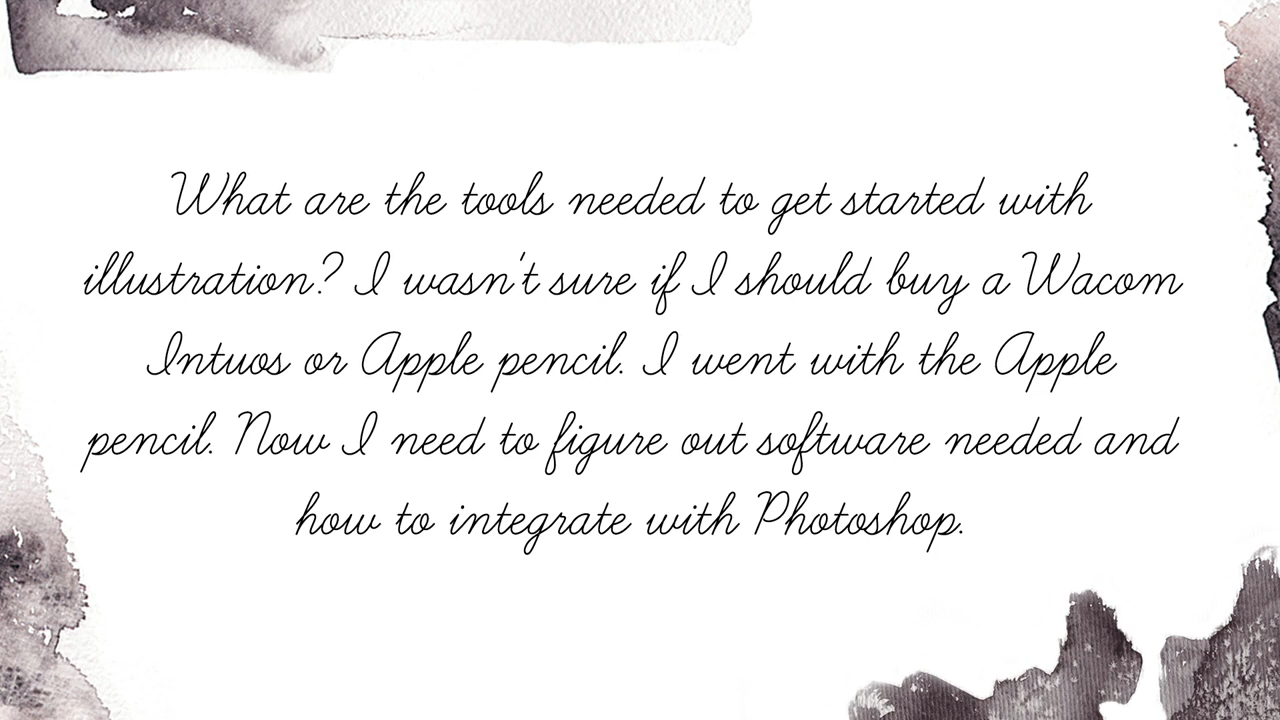 What are the tools needed to get started with
illustration? I wasn't sure if I should buy a Wacom
Intuos or Apple pencil. I went with the Apple
pencil. Now I need to figure out software needed and
how to integrate with Photoshop.